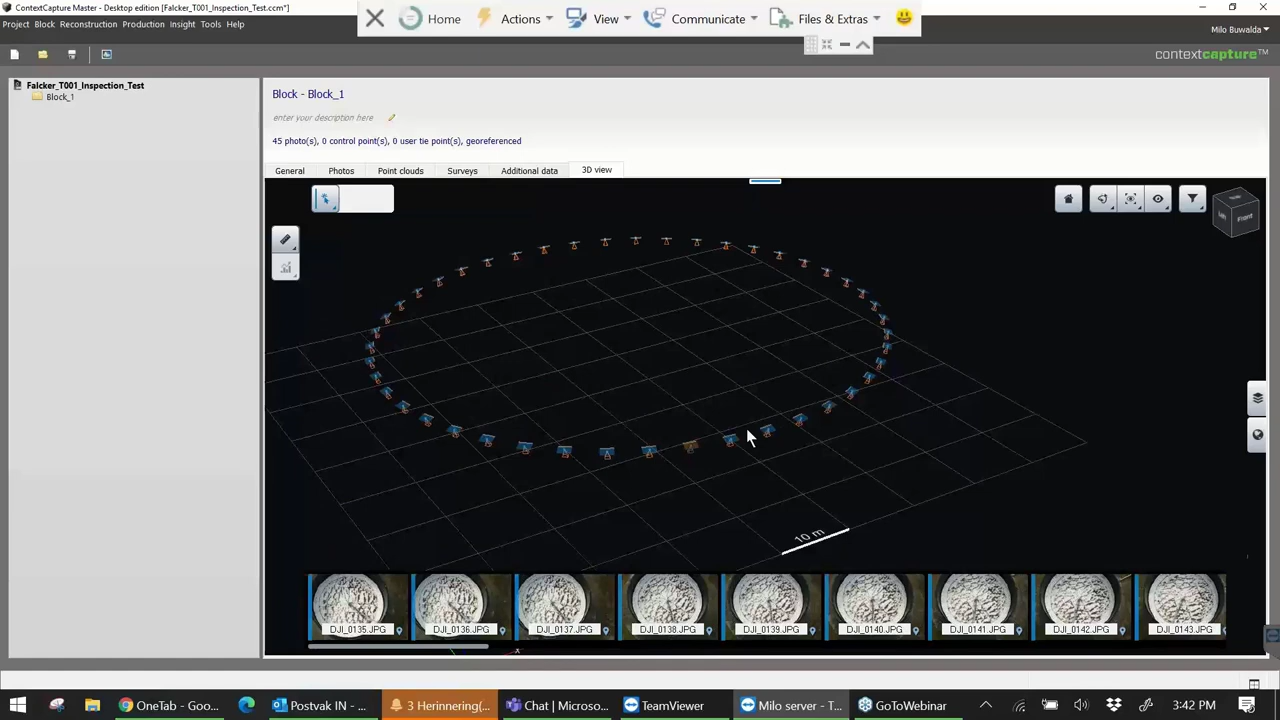 ContextCapture Master - Desktop edition [Falcker_T001_Inspection_Test.ccm*]
Home
Actions
View
Communicate
Files & Extras
Project Block Reconstruction Production Insight Tools Help
Milo Buwalda
contextcapture™
Falcker_T001_Inspection_Test
Block_1
Block - Block_1
enter your description here
45 photo(s), 0 control point(s), 0 user tie point(s), georeferenced
General
Photos
Point clouds
Surveys
Additional data
3D view
Left
Front
10 m
DJI_0135.JPG
DJI_0136.JPG
DJI_0137.JPG
DJI_0138.JPG
DJI_0139.JPG
DJI_0140.JPG
DJI_0141.JPG
DJI_0142.JPG
DJI_0143.JPG
x
OneTab - Goo...
Postvak IN - ...
3 Herinnering(...
Chat | Microso...
TeamViewer
Milo server - T...
GoToWebinar
3:42 PM